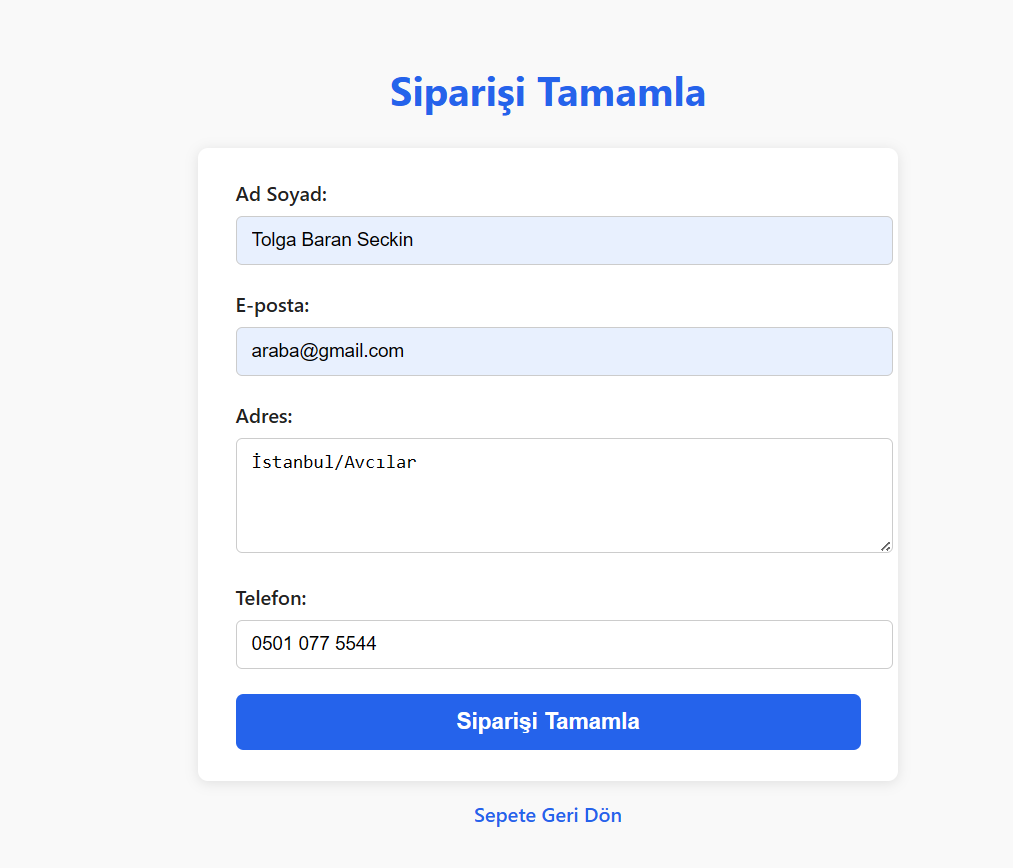 Siparişi Tamamla
Ad Soyad:
Tolga Baran Seckin
E-posta:
araba@gmail.com
Adres:
İstanbul/Avcılar
Telefon:
0501 077 5544
Siparişi Tamamla
Sepete Geri Dön